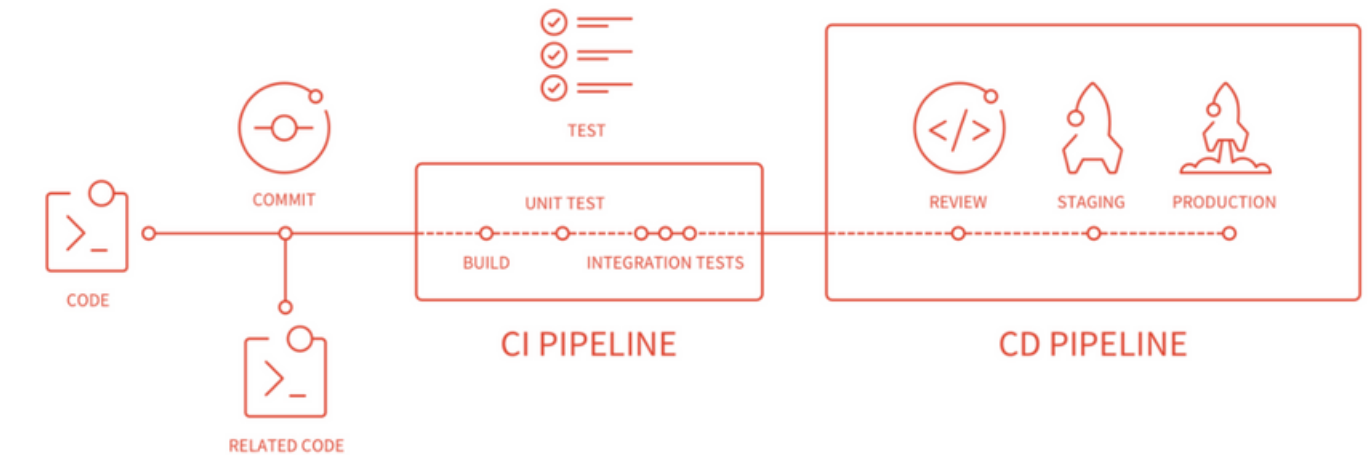 TEST
COMMIT
CODE
RELATED CODE
UNIT TEST
BUILD
INTEGRATION TESTS
CI PIPELINE
REVIEW
STAGING
PRODUCTION
CD PIPELINE